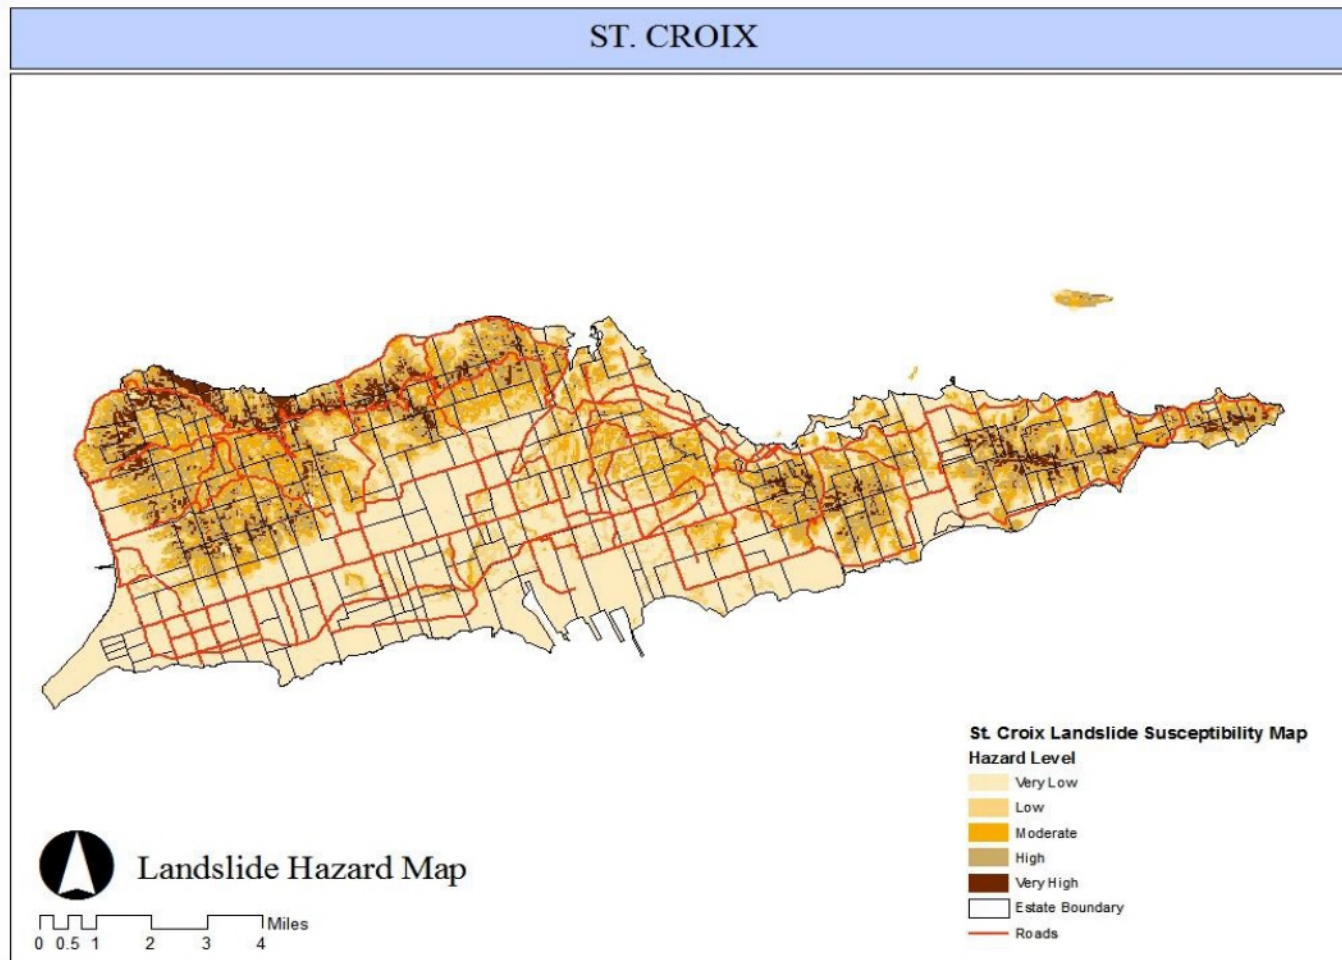 ST. CROIX
St. Croix Landslide Susceptibility Map
Hazard Level
Very Low
Low
Moderate
High
Very High
Estate Boundary
Roads
Landslide Hazard Map
Miles
0 0.5 1 2 3 4